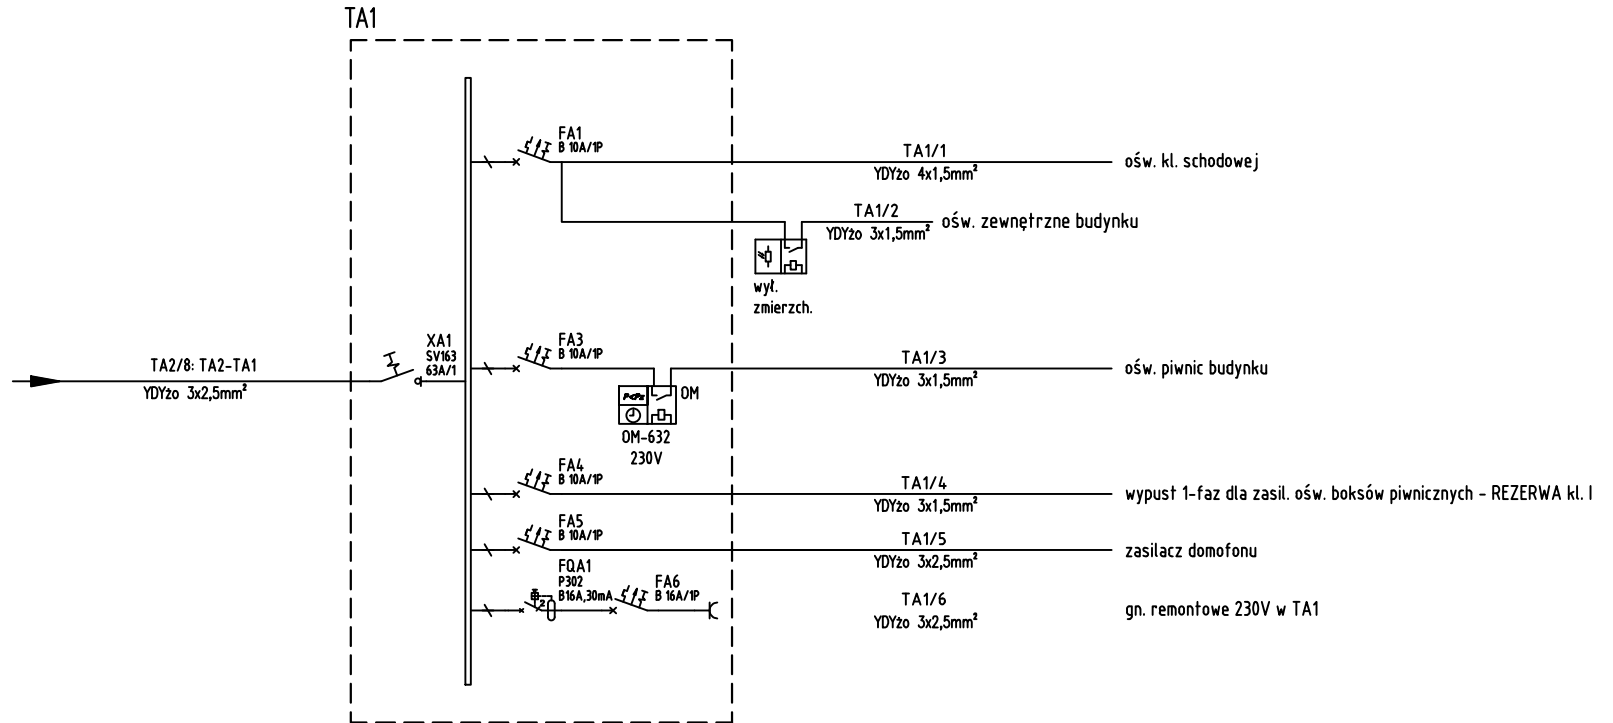 TA1
FA1
B 10A/1P
TA1/1
YDYżo 4x1,5mm²
ośw. kl. schodowej
TA1/2
YDYżo 3x1,5mm²
ośw. zewnętrzne budynku
wył.
zmierzch.
TA2/8: TA2-TA1
YDYżo 3x2,5mm²
XA1
SV163
63A/1
FA3
B 10A/1P
TA1/3
YDYżo 3x1,5mm²
ośw. piwnic budynku
P<Ps
OM
OM-632
230V
FA4
B 10A/1P
TA1/4
YDYżo 3x1,5mm²
wypust 1-faz dla zasil. ośw. boksów piwnicznych - REZERWA kl. I
FA5
B 10A/1P
TA1/5
YDYżo 3x2,5mm²
zasilacz domofonu
FQA1
P302
B16A,30mA
2
FA6
B 16A/1P
TA1/6
YDYżo 3x2,5mm²
gn. remontowe 230V w TA1